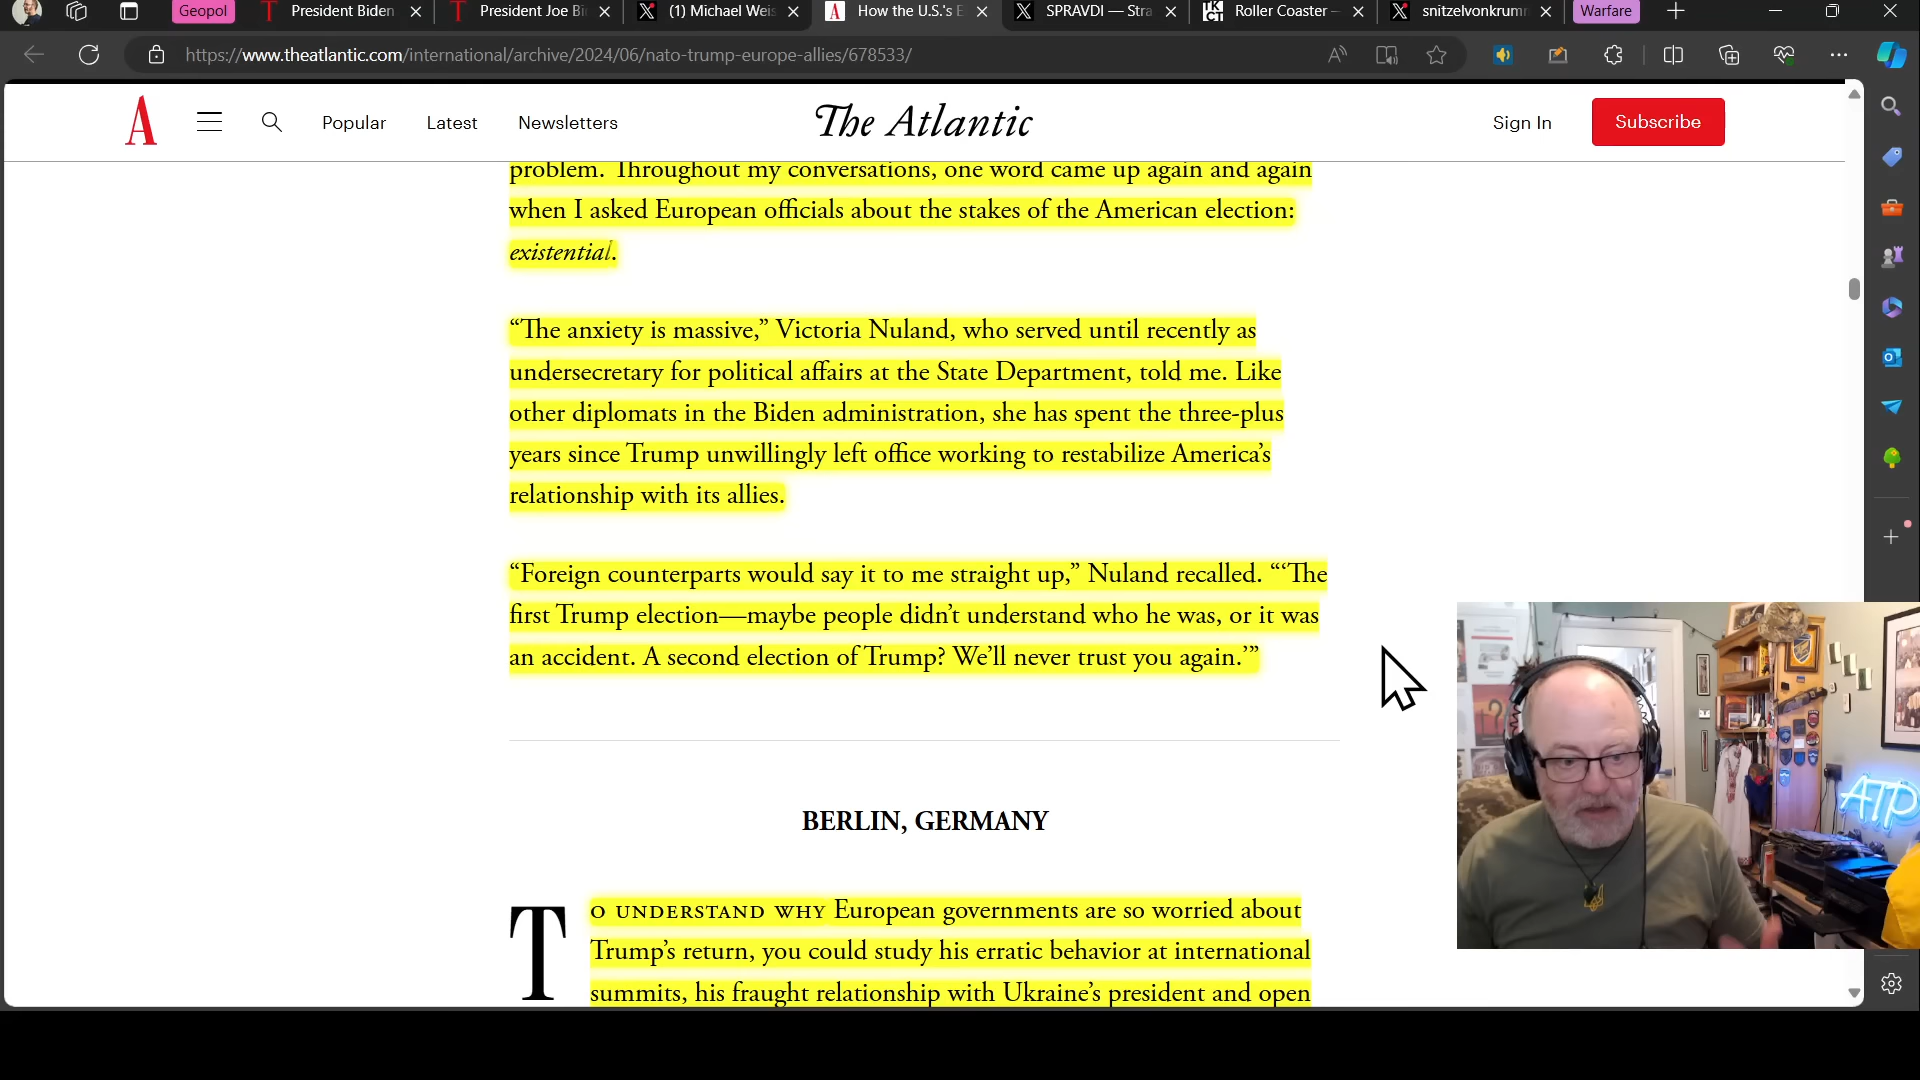 Geopol
President Biden
President Joe Bi
(1) Michael Weis
How the U.S.'s E
SPRAVDI — Stra
Roller Coaster –
snitzelvonkrumm
Warfare
https://www.theatlantic.com/international/archive/2024/06/nato-trump-europe-allies/678533/
Popular
Latest
Newsletters
The Atlantic
Sign In
Subscribe
problem. Throughout my conversations, one word came up again and again
when I asked European officials about the stakes of the American election:
existential.
“The anxiety is massive,” Victoria Nuland, who served until recently as
undersecretary for political affairs at the State Department, told me. Like
other diplomats in the Biden administration, she has spent the three-plus
years since Trump unwillingly left office working to restabilize America’s
relationship with its allies.
“Foreign counterparts would say it to me straight up,” Nuland recalled. “‘The
first Trump election—maybe people didn’t understand who he was, or it was
an accident. A second election of Trump? We’ll never trust you again.’”
BERLIN, GERMANY
TO UNDERSTAND WHY European governments are so worried about
Trump’s return, you could study his erratic behavior at international
summits, his fraught relationship with Ukraine’s president and open
ATP